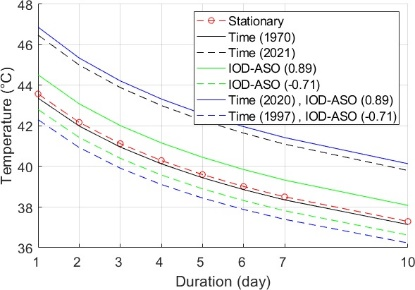 48
46
44
42
40
38
36
1
2
3
4
5
6
7
10
Temperature (°C)
Duration (day)
Stationary
Time (1970)
Time (2021)
IOD-ASO (0.89)
IOD-ASO (-0.71)
Time (2020) , IOD-ASO (0.89)
Time (1997) , IOD-ASO (-0.71)